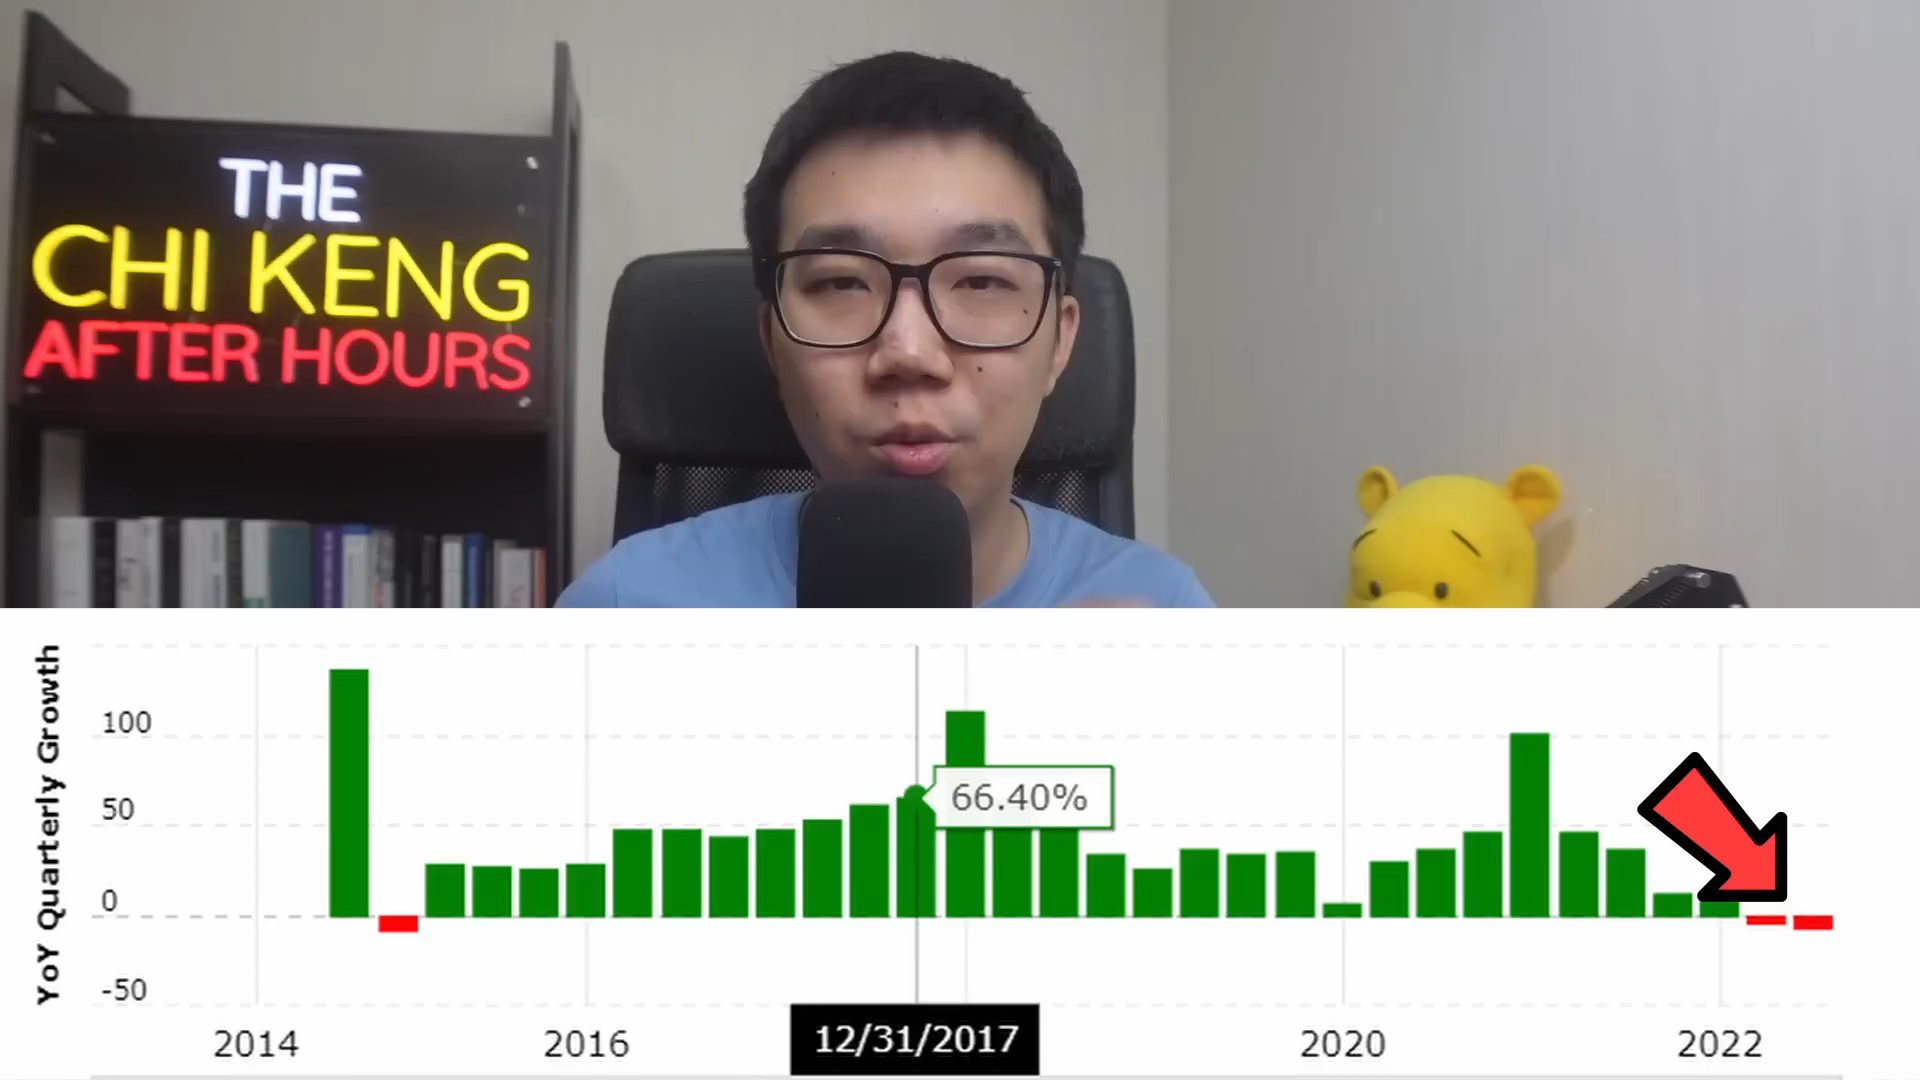 THE
CHI KENG
AFTER HOURS
YoY Quarterly Growth
100
50
0
-50
66.40%
2014
2016
12/31/2017
2020
2022